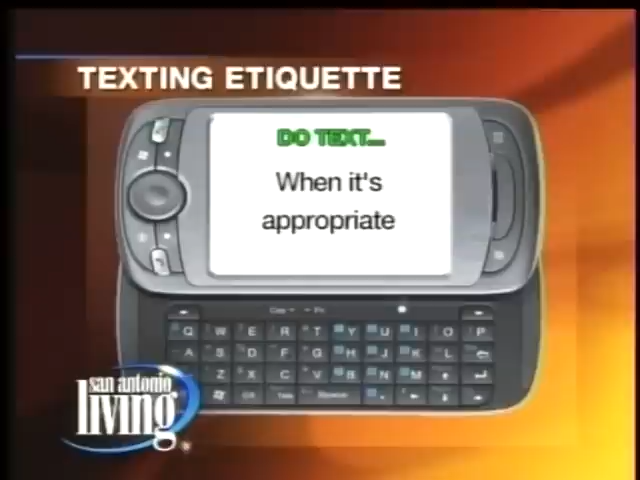 TEXTING ETIQUETTE
DO TEXT...
When it's
appropriate
Q W E R T Y U I O P
A S D F G H J K L
Z X C V B N M
san antonio
living